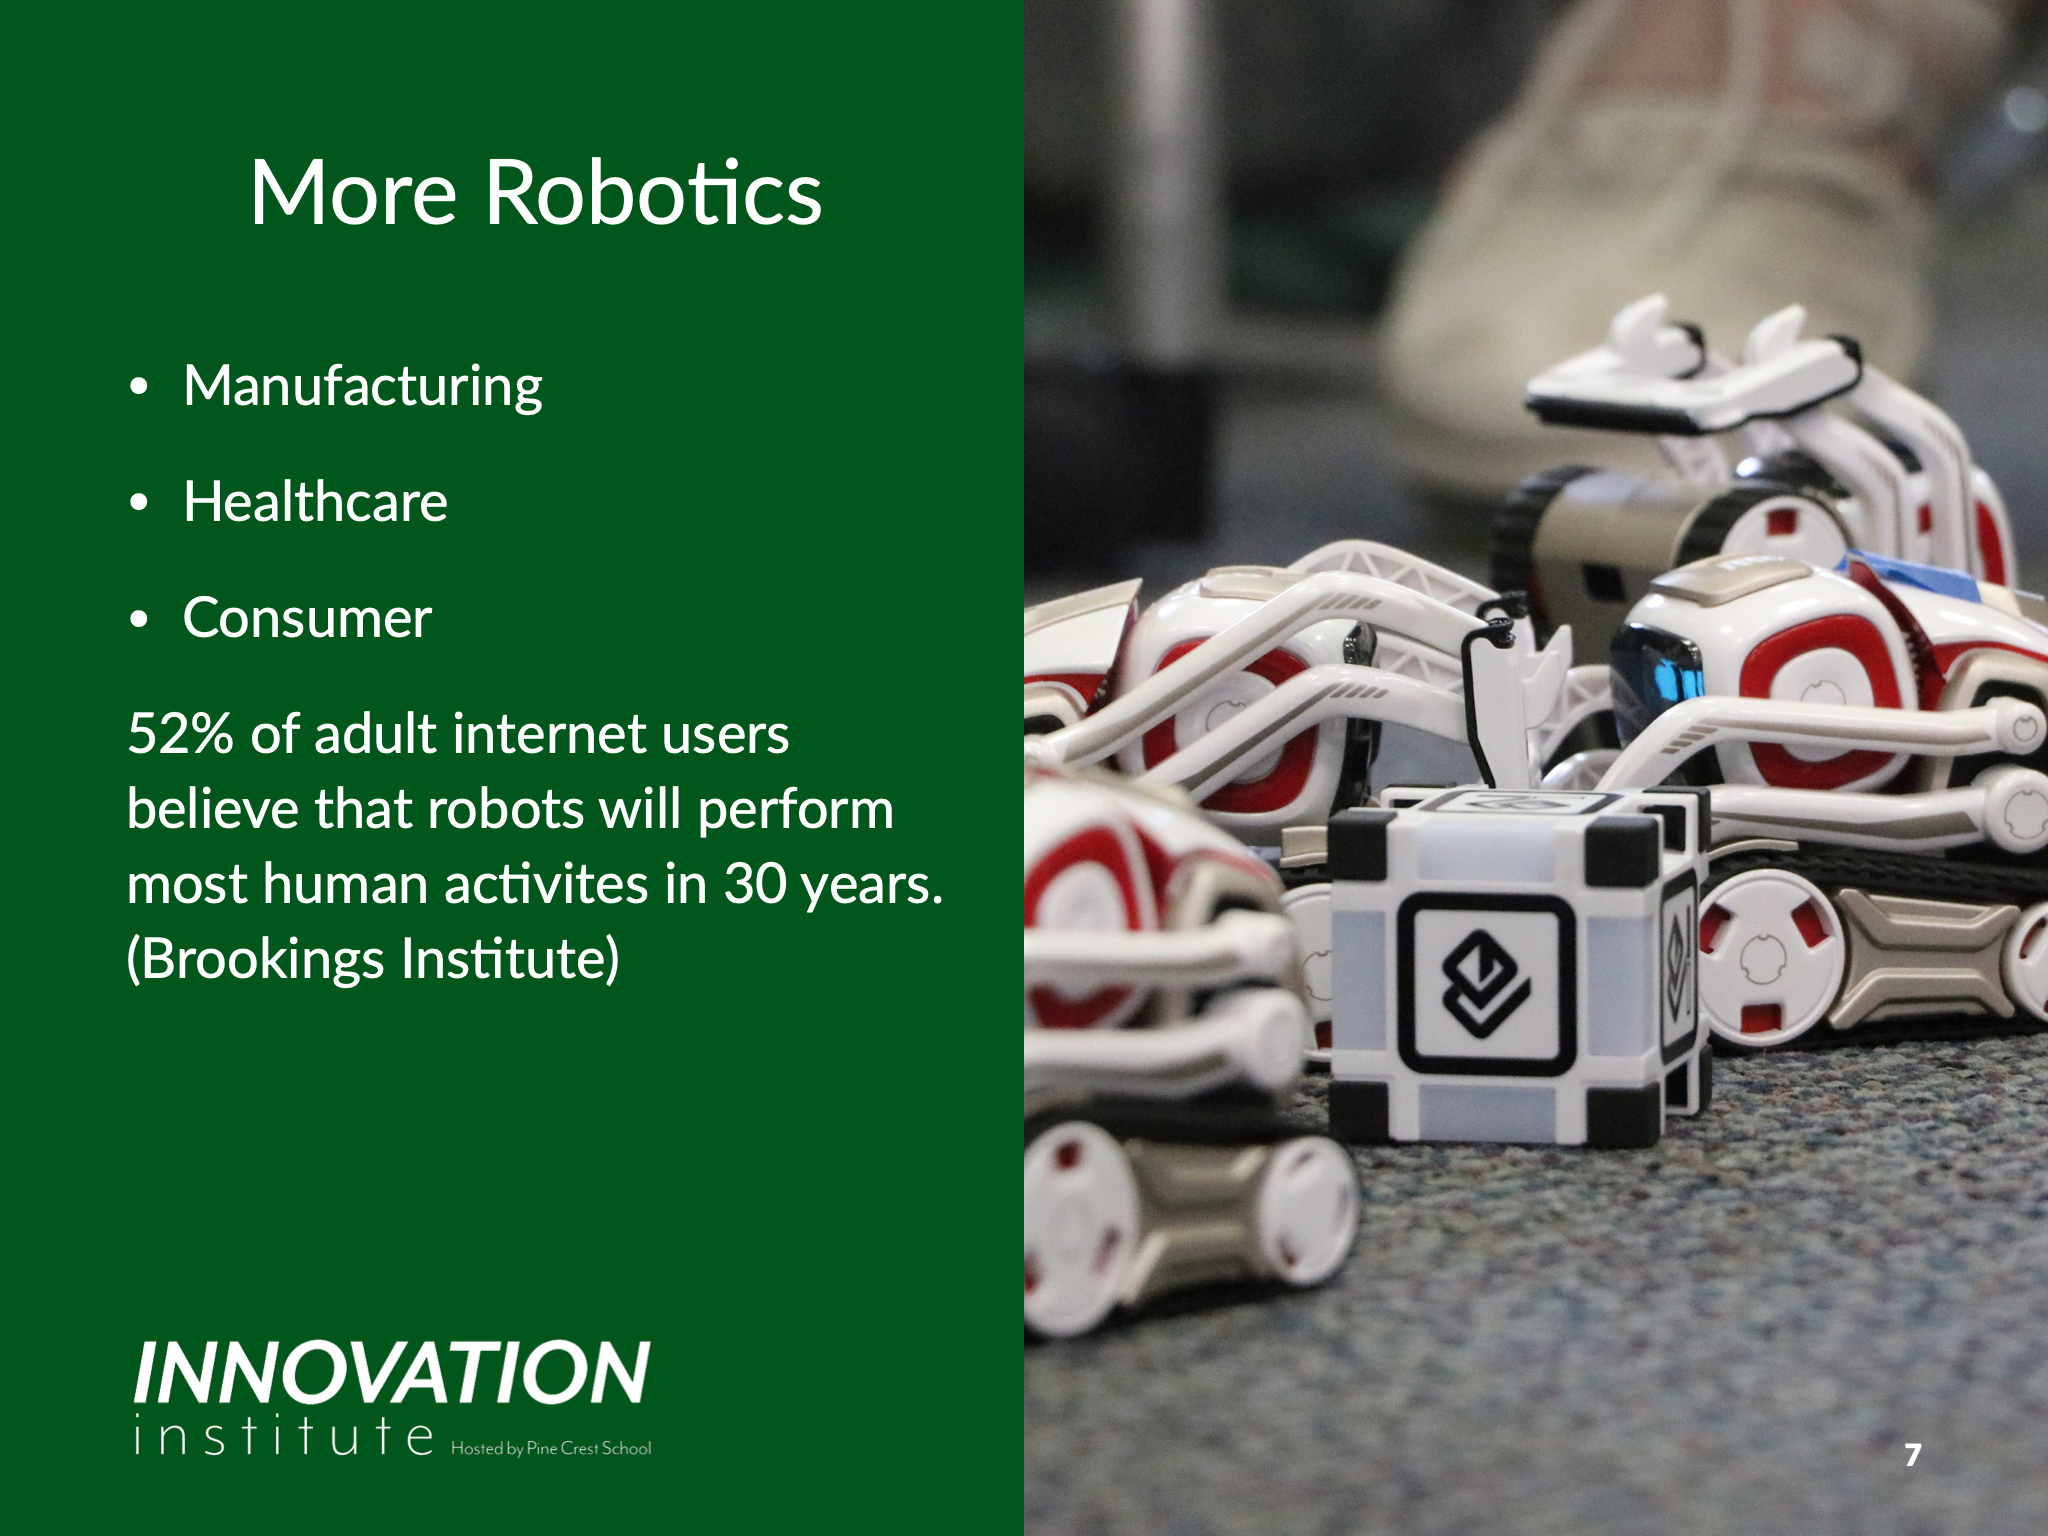 More Robotics
• Manufacturing
• Healthcare
• Consumer
52% of adult internet users
believe that robots will perform
most human activites in 30 years.
(Brookings Institute)
INNOVATION
institute Hosted by Pine Crest School
7